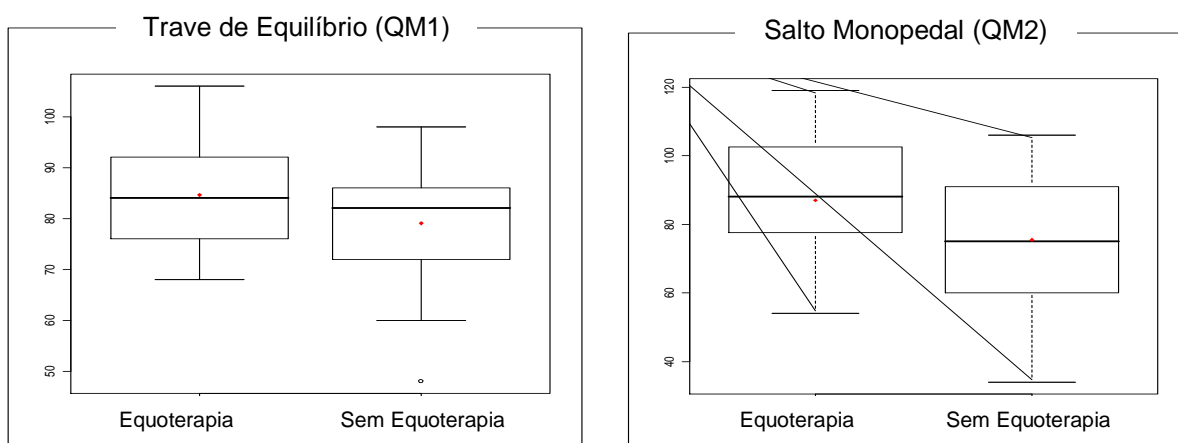 Trave de Equilíbrio (QM1)
100
90
80
70
60
50
Equoterapia
Sem Equoterapia
Salto Monopedal (QM2)
120
100
80
60
40
Equoterapia
Sem Equoterapia